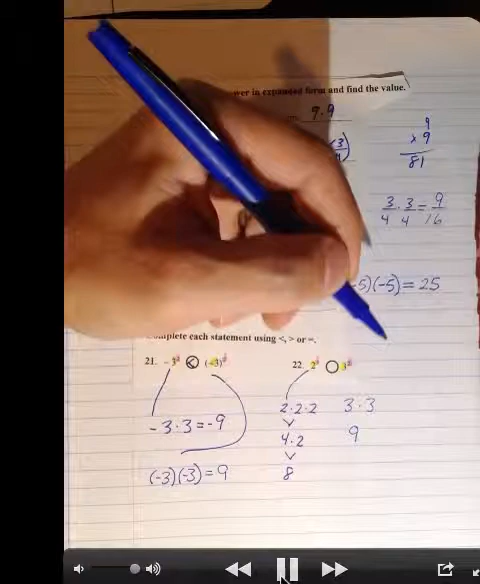 wer in expanded form and find the value.
9·9
9
x 9
81
3/4 · 3/4 = 9/16
-5)(-5) = 25
omplete each statement using <, > or =.
21. -3² < (-3)²
22. 2³ ○ 3²
-3·3=-9
(-3)(-3)=9
2·2·2
4·2
8
3·3
9